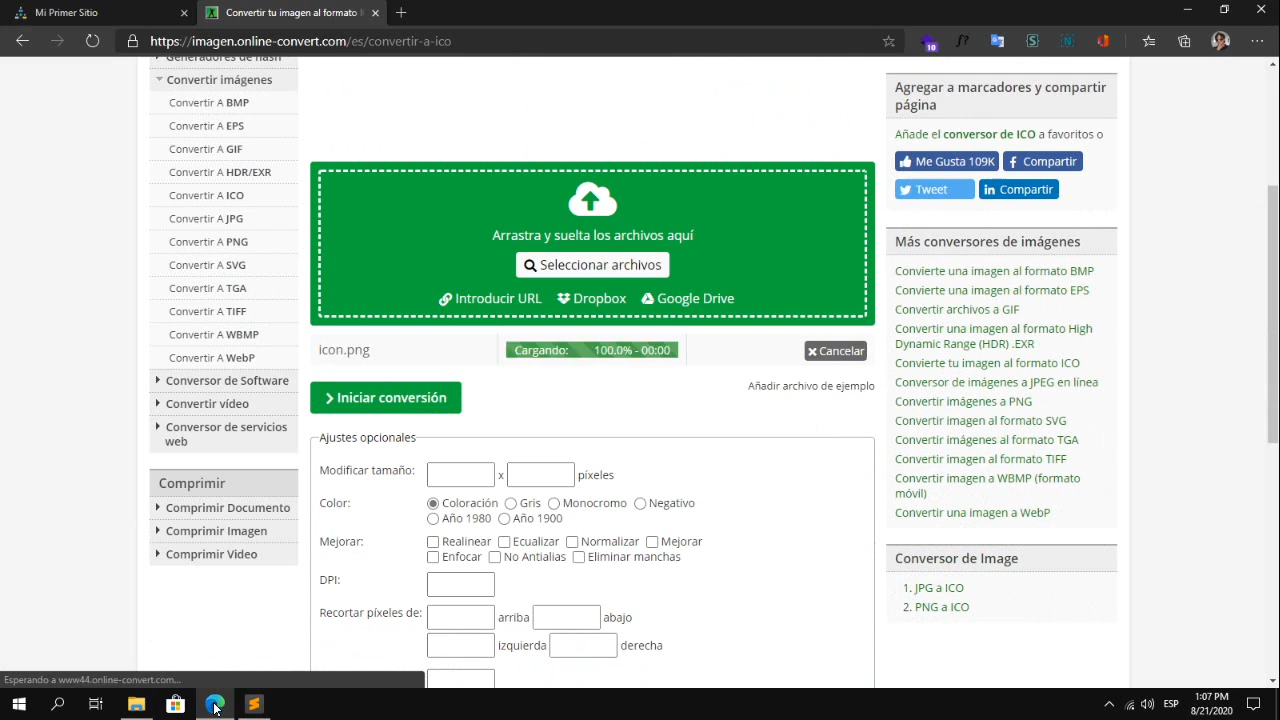 Mi Primer Sitio
Convertir tu imagen al formato I
https://imagen.online-convert.com/es/convertir-a-ico
10
f?
Generadores de hash
Convertir imágenes
Convertir A BMP
Convertir A EPS
Convertir A GIF
Convertir A HDR/EXR
Convertir A ICO
Convertir A JPG
Convertir A PNG
Convertir A SVG
Convertir A TGA
Convertir A TIFF
Convertir A WBMP
Convertir A WebP
Conversor de Software
Convertir vídeo
Conversor de servicios
web
Comprimir
Comprimir Documento
Comprimir Imagen
Comprimir Video
Arrastra y suelta los archivos aquí
Seleccionar archivos
Introducir URL Dropbox Google Drive
icon.png Cargando: 100,0% - 00:00 Cancelar
Añadir archivo de ejemplo
Iniciar conversión
Ajustes opcionales
Modificar tamaño: x píxeles
Color: Coloración Gris Monocromo Negativo
Año 1980 Año 1900
Mejorar: Realinear Ecualizar Normalizar Mejorar
Enfocar No Antialias Eliminar manchas
DPI:
Recortar píxeles de: arriba abajo
izquierda derecha
Agregar a marcadores y compartir
página
Añade el conversor de ICO a favoritos o
Me Gusta 109K Compartir
Tweet Compartir
Más conversores de imágenes
Convierte una imagen al formato BMP
Convierte una imagen al formato EPS
Convertir archivos a GIF
Convertir una imagen al formato High
Dynamic Range (HDR) .EXR
Convierte tu imagen al formato ICO
Conversor de imágenes a JPEG en línea
Convertir imágenes a PNG
Convertir imagen al formato SVG
Convertir imágenes al formato TGA
Convertir imagen al formato TIFF
Convertir imagen a WBMP (formato
móvil)
Convertir una imagen a WebP
Conversor de Image
1. JPG a ICO
2. PNG a ICO
Esperando a www44.online-convert.com...
ESP
1:07 PM
8/21/2020